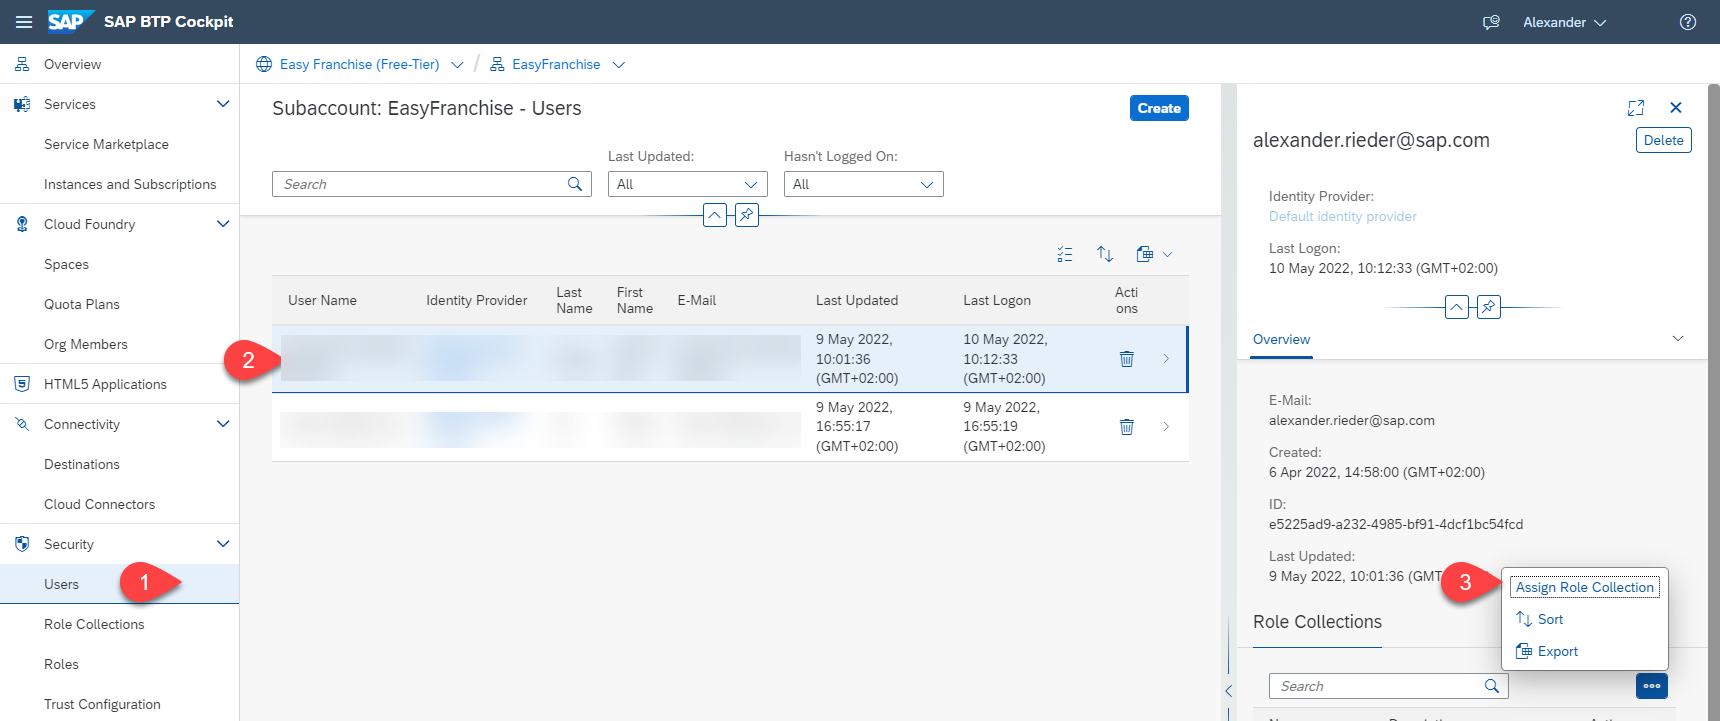 SAP SAP BTP Cockpit
Alexander
Overview
Services
Service Marketplace
Instances and Subscriptions
Cloud Foundry
Spaces
Quota Plans
Org Members
HTML5 Applications
Connectivity
Destinations
Cloud Connectors
Security
Users
1
Role Collections
Roles
Trust Configuration
Easy Franchise (Free-Tier) / EasyFranchise
Subaccount: EasyFranchise - Users
Create
Last Updated:
Hasn't Logged On:
Search
All
All
User Name Identity Provider Last Name First Name E-Mail Last Updated Last Logon Acti ons
2
9 May 2022, 10:01:36 (GMT+02:00)
10 May 2022, 10:12:33 (GMT+02:00)
9 May 2022, 16:55:17 (GMT+02:00)
9 May 2022, 16:55:19 (GMT+02:00)
alexander.rieder@sap.com
Delete
Identity Provider:
Default identity provider
Last Logon:
10 May 2022, 10:12:33 (GMT+02:00)
Overview
E-Mail:
alexander.rieder@sap.com
Created:
6 Apr 2022, 14:58:00 (GMT+02:00)
ID:
e5225ad9-a232-4985-bf91-4dcf1bc54fcd
Last Updated:
9 May 2022, 10:01:36 (GMT
3
Assign Role Collection
Sort
Export
Role Collections
Search